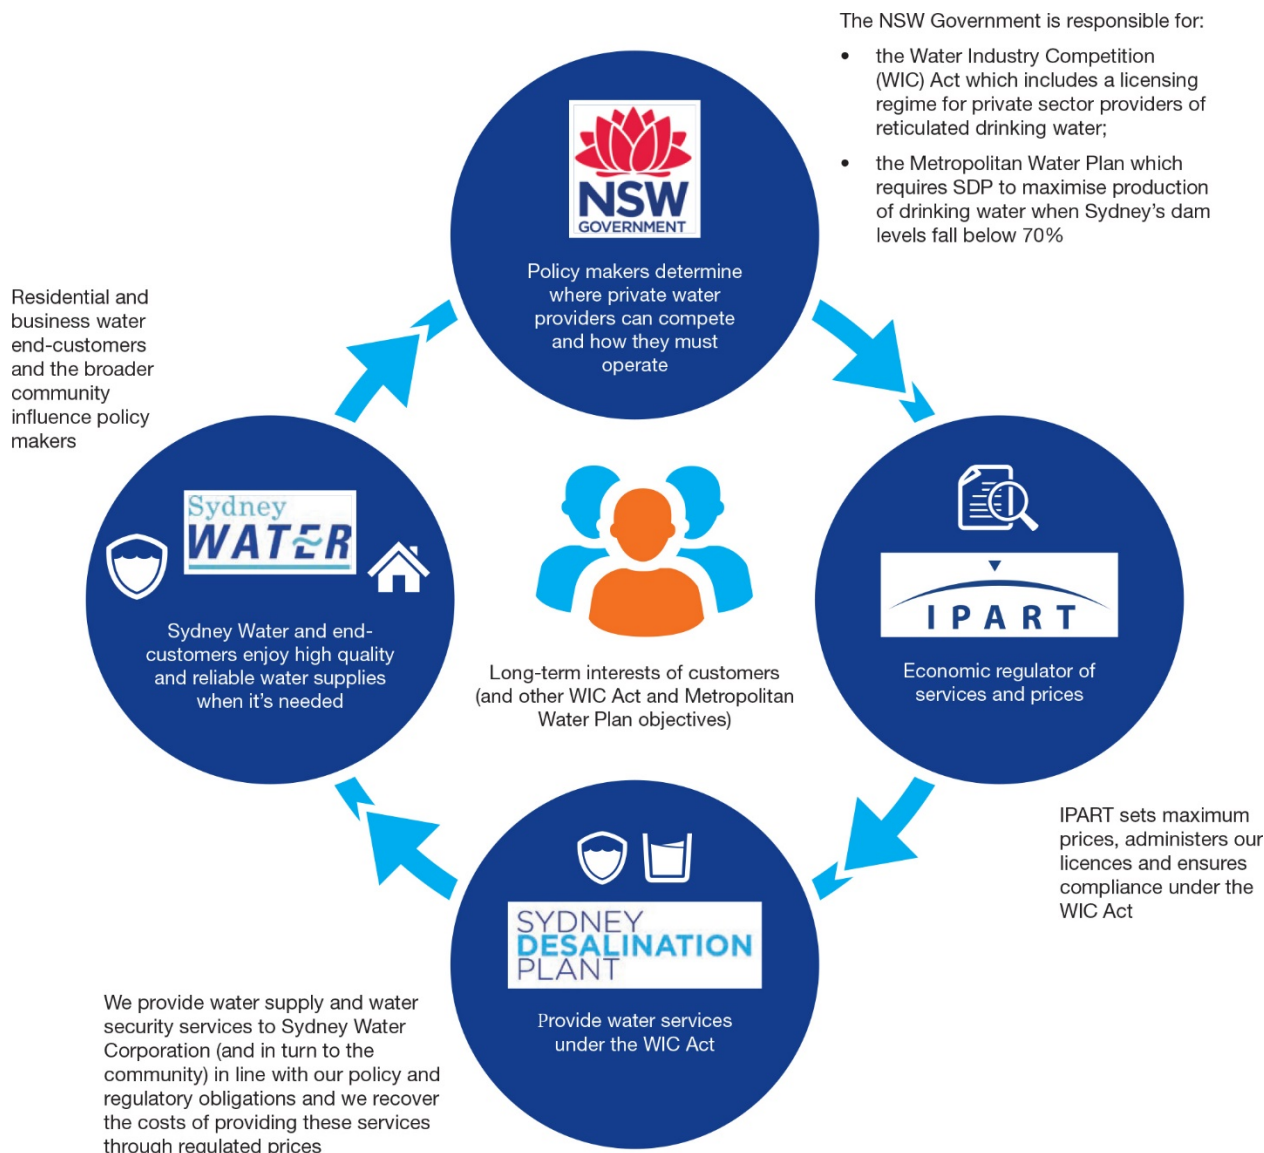 The NSW Government is responsible for:
• the Water Industry Competition
(WIC) Act which includes a licensing
regime for private sector providers of
reticulated drinking water;
• the Metropolitan Water Plan which
requires SDP to maximise production
of drinking water when Sydney's dam
levels fall below 70%
NSW
GOVERNMENT
Policy makers determine
where private water
providers can compete
and how they must
operate
Residential and
business water
end-customers
and the broader
community
influence policy
makers
Sydney
WATER
Sydney Water and end-
customers enjoy high quality
and reliable water supplies
when it's needed
Long-term interests of customers
(and other WIC Act and Metropolitan
Water Plan objectives)
IPART
Economic regulator of
services and prices
IPART sets maximum
prices, administers our
licences and ensures
compliance under the
WIC Act
SYDNEY
DESALINATION
PLANT
Provide water services
under the WIC Act
We provide water supply and water
security services to Sydney Water
Corporation (and in turn to the
community) in line with our policy and
regulatory obligations and we recover
the costs of providing these services
through regulated prices